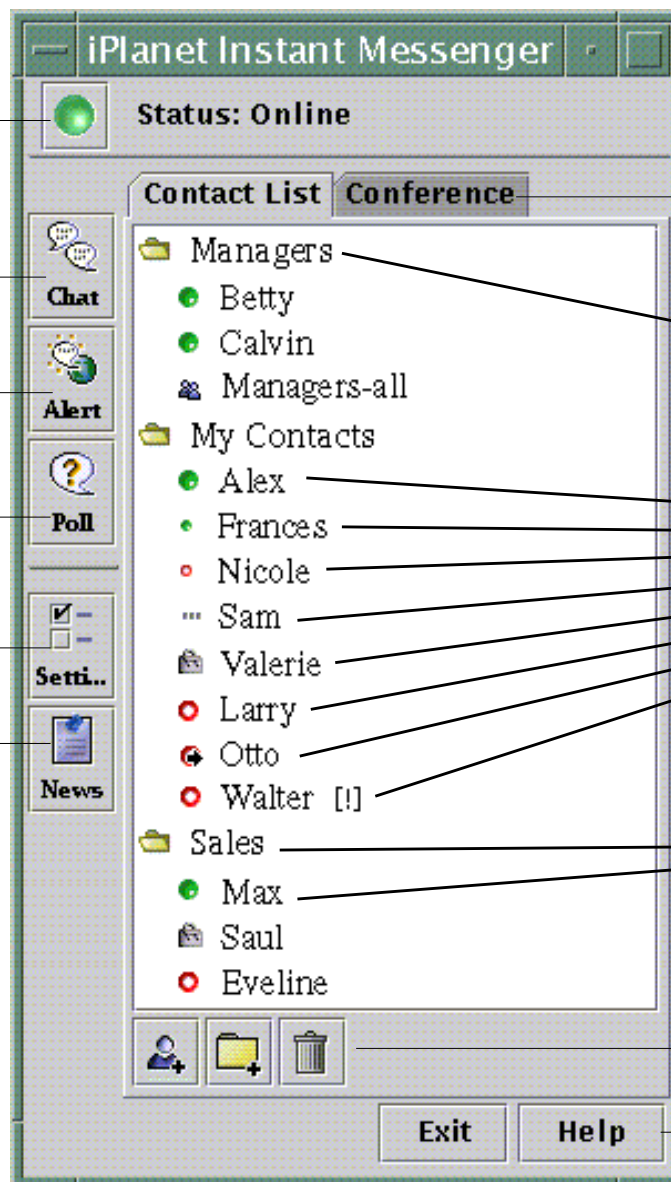 iPlanet Instant Messenger
Status: Online
Contact List Conference
Chat
Alert
Poll
Setti...
News
Managers
Betty
Calvin
Managers-all
My Contacts
Alex
Frances
Nicole
Sam
Valerie
Larry
Otto
Walter [!]
Sales
Max
Saul
Eveline
Exit Help